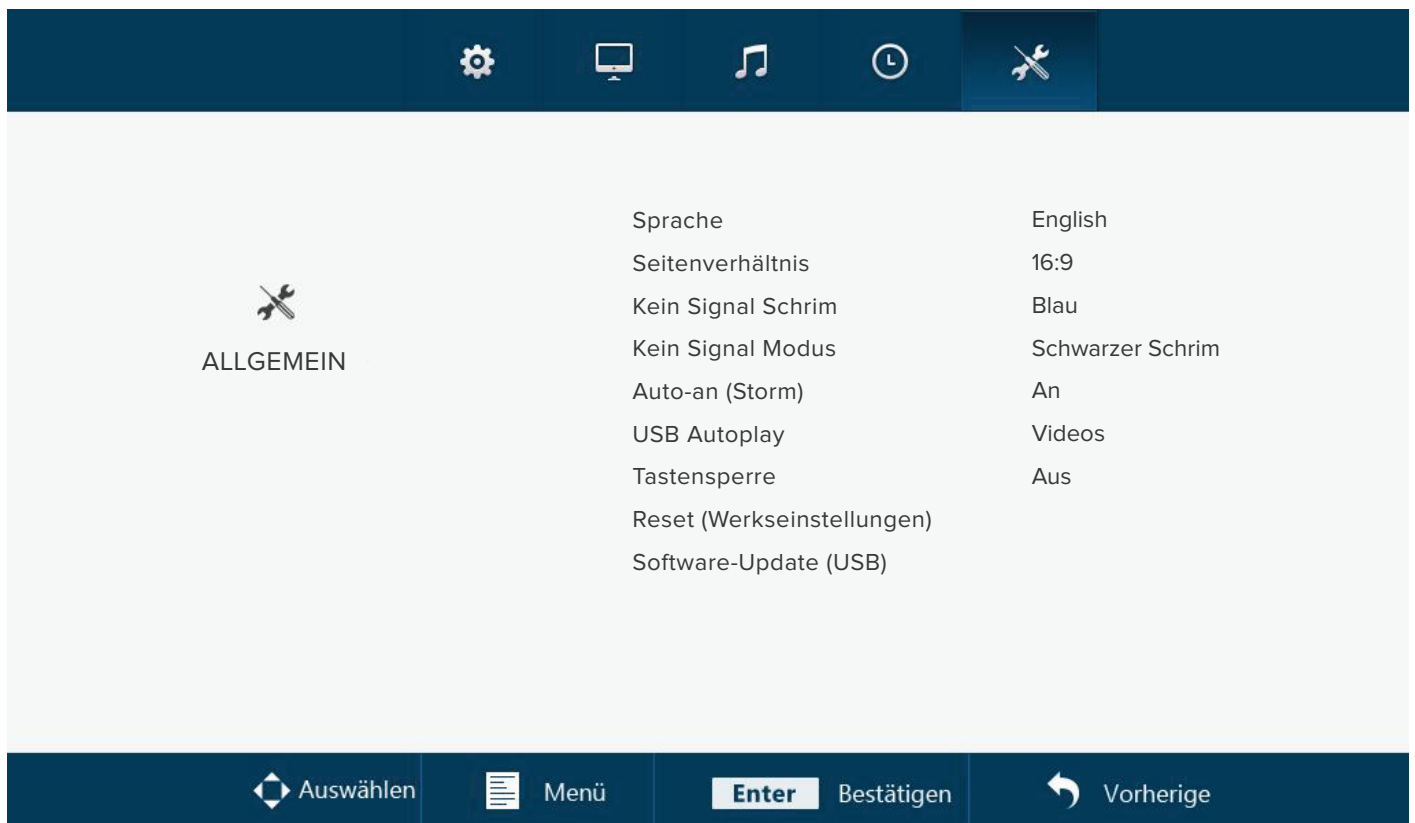 Sprache English
Seitenverhältnis 16:9
Kein Signal Schrim Blau
ALLGEMEIN
Kein Signal Modus Schwarzer Schrim
Auto-an (Storm) An
USB Autoplay Videos
Tastensperre Aus
Reset (Werkseinstellungen)
Software-Update (USB)
Auswählen Menü Enter Bestätigen Vorherige